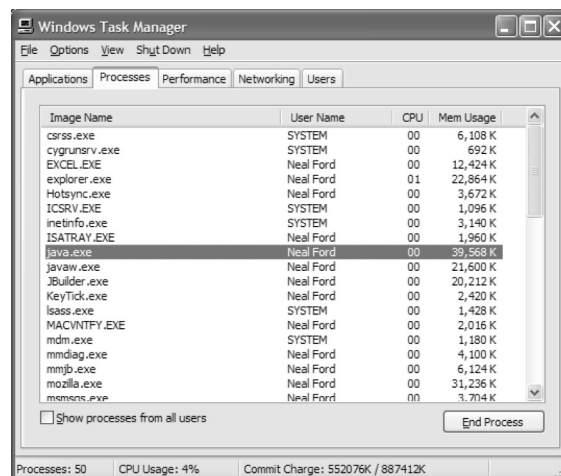 Windows Task Manager
File Options View Shut Down Help
Applications Processes Performance Networking Users
Image Name User Name CPU Mem Usage
csrss.exe SYSTEM 00 6,108 K
cygrunsrv.exe SYSTEM 00 692 K
EXCEL.EXE Neal Ford 00 12,424 K
explorer.exe Neal Ford 01 22,864 K
Hotsync.exe Neal Ford 00 3,672 K
ICSRV.EXE SYSTEM 00 1,096 K
inetinfo.exe SYSTEM 00 3,140 K
ISATRAY.EXE Neal Ford 00 1,960 K
java.exe Neal Ford 00 39,568 K
javaw.exe Neal Ford 00 21,600 K
JBuilder.exe Neal Ford 00 20,212 K
KeyTick.exe Neal Ford 00 2,420 K
lsass.exe SYSTEM 00 1,428 K
MACVNTFY.EXE Neal Ford 00 2,016 K
mdm.exe SYSTEM 00 1,180 K
mmdiag.exe Neal Ford 00 4,100 K
mmjb.exe Neal Ford 00 6,124 K
mozilla.exe Neal Ford 00 31,236 K
msmsgs.exe Neal Ford 00 3,704 K
Show processes from all users
End Process
Processes: 50 CPU Usage: 4% Commit Charge: 552076K / 887412K